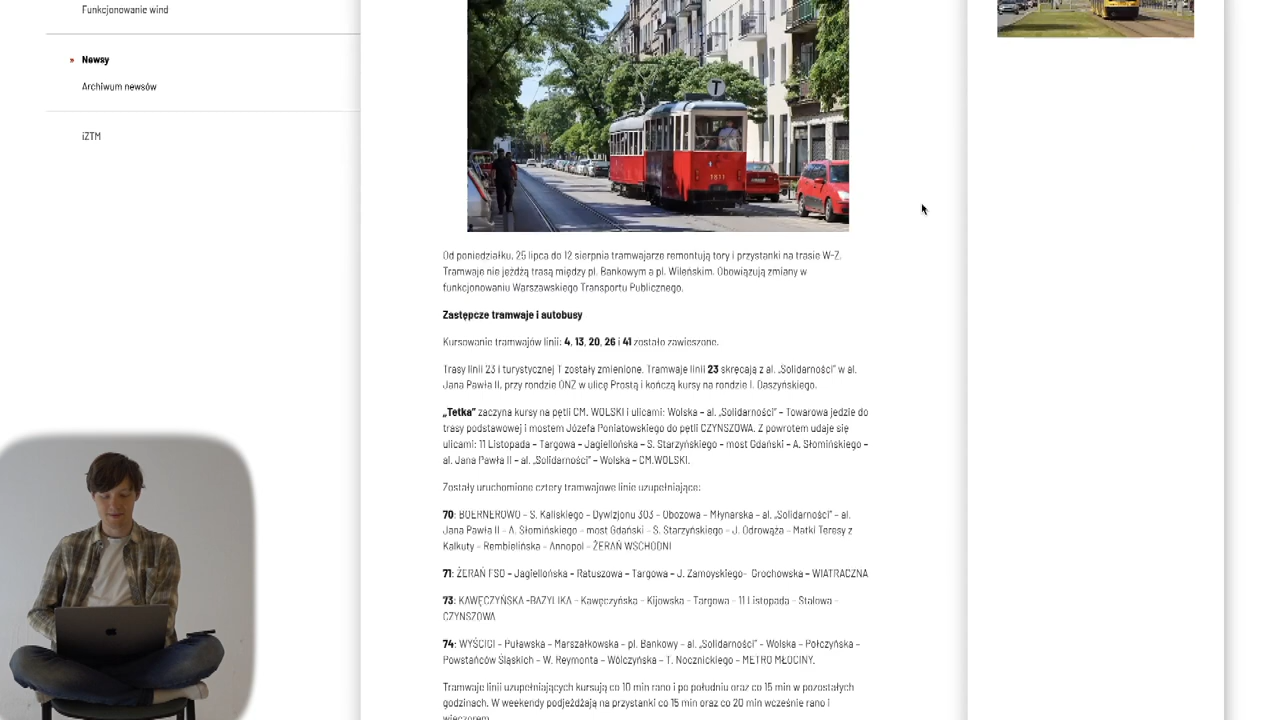 Funkcjonowanie wind
» Newsy
Archiwum newsów
iZTM
T
1811
Od poniedziałku, 25 lipca do 12 sierpnia tramwajarze remontują tory i przystanki na trasie W-Z.
Tramwaje nie jeżdżą trasą między pl. Bankowym a pl. Wileńskim. Obowiązują zmiany w
funkcjonowaniu Warszawskiego Transportu Publicznego.
Zastępcze tramwaje i autobusy
Kursowanie tramwajów linii: 4, 13, 20, 26 i 41 zostało zawieszone.
Trasy linii 23 i turystycznej T zostały zmienione. Tramwaje linii 23 skręcają z al. „Solidarności” w al.
Jana Pawła II, przy rondzie ONZ w ulicę Prostą i kończą kursy na rondzie I. Daszyńskiego.
„Tetka” zaczyna kursy na pętli CM. WOLSKI i ulicami: Wolska – al. „Solidarności” – Towarowa jedzie do
trasy podstawowej i mostem Józefa Poniatowskiego do pętli CZYNSZOWA. Z powrotem udaje się
ulicami: 11 Listopada – Targowa – Jagiellońska – S. Starzyńskiego – most Gdański – A. Słomińskiego –
al. Jana Pawła II – al. „Solidarności” – Wolska – CM.WOLSKI.
Zostały uruchomione cztery tramwajowe linie uzupełniające:
70: BOERNEROWO – S. Kaliskiego – Dywizjonu 303 – Obozowa – Młynarska – al. „Solidarności” – al.
Jana Pawła II – A. Słomińskiego – most Gdański – S. Starzyńskiego – J. Odrowąża – Matki Teresy z
Kalkuty – Rembielińska – Annopol – ŻERAŃ WSCHODNI
71: ŻERAŃ FSO – Jagiellońska – Ratuszowa – Targowa – J. Zamoyskiego– Grochowska – WIATRACZNA
73: KAWĘCZYŃSKA -BAZYLIKA – Kawęczyńska – Kijowska – Targowa – 11 Listopada – Stalowa –
CZYNSZOWA
74: WYŚCIGI – Puławska – Marszałkowska – pl. Bankowy – al. „Solidarności” – Wolska – Połczyńska –
Powstańców Śląskich – W. Reymonta – Wólczyńska – T. Nocznickiego – METRO MŁOCINY.
Tramwaje linii uzupełniających kursują co 10 min rano i po południu oraz co 15 min w pozostałych
godzinach. W weekendy podjeżdżają na przystanki co 15 min oraz co 20 min wcześnie rano i
wieczorem.